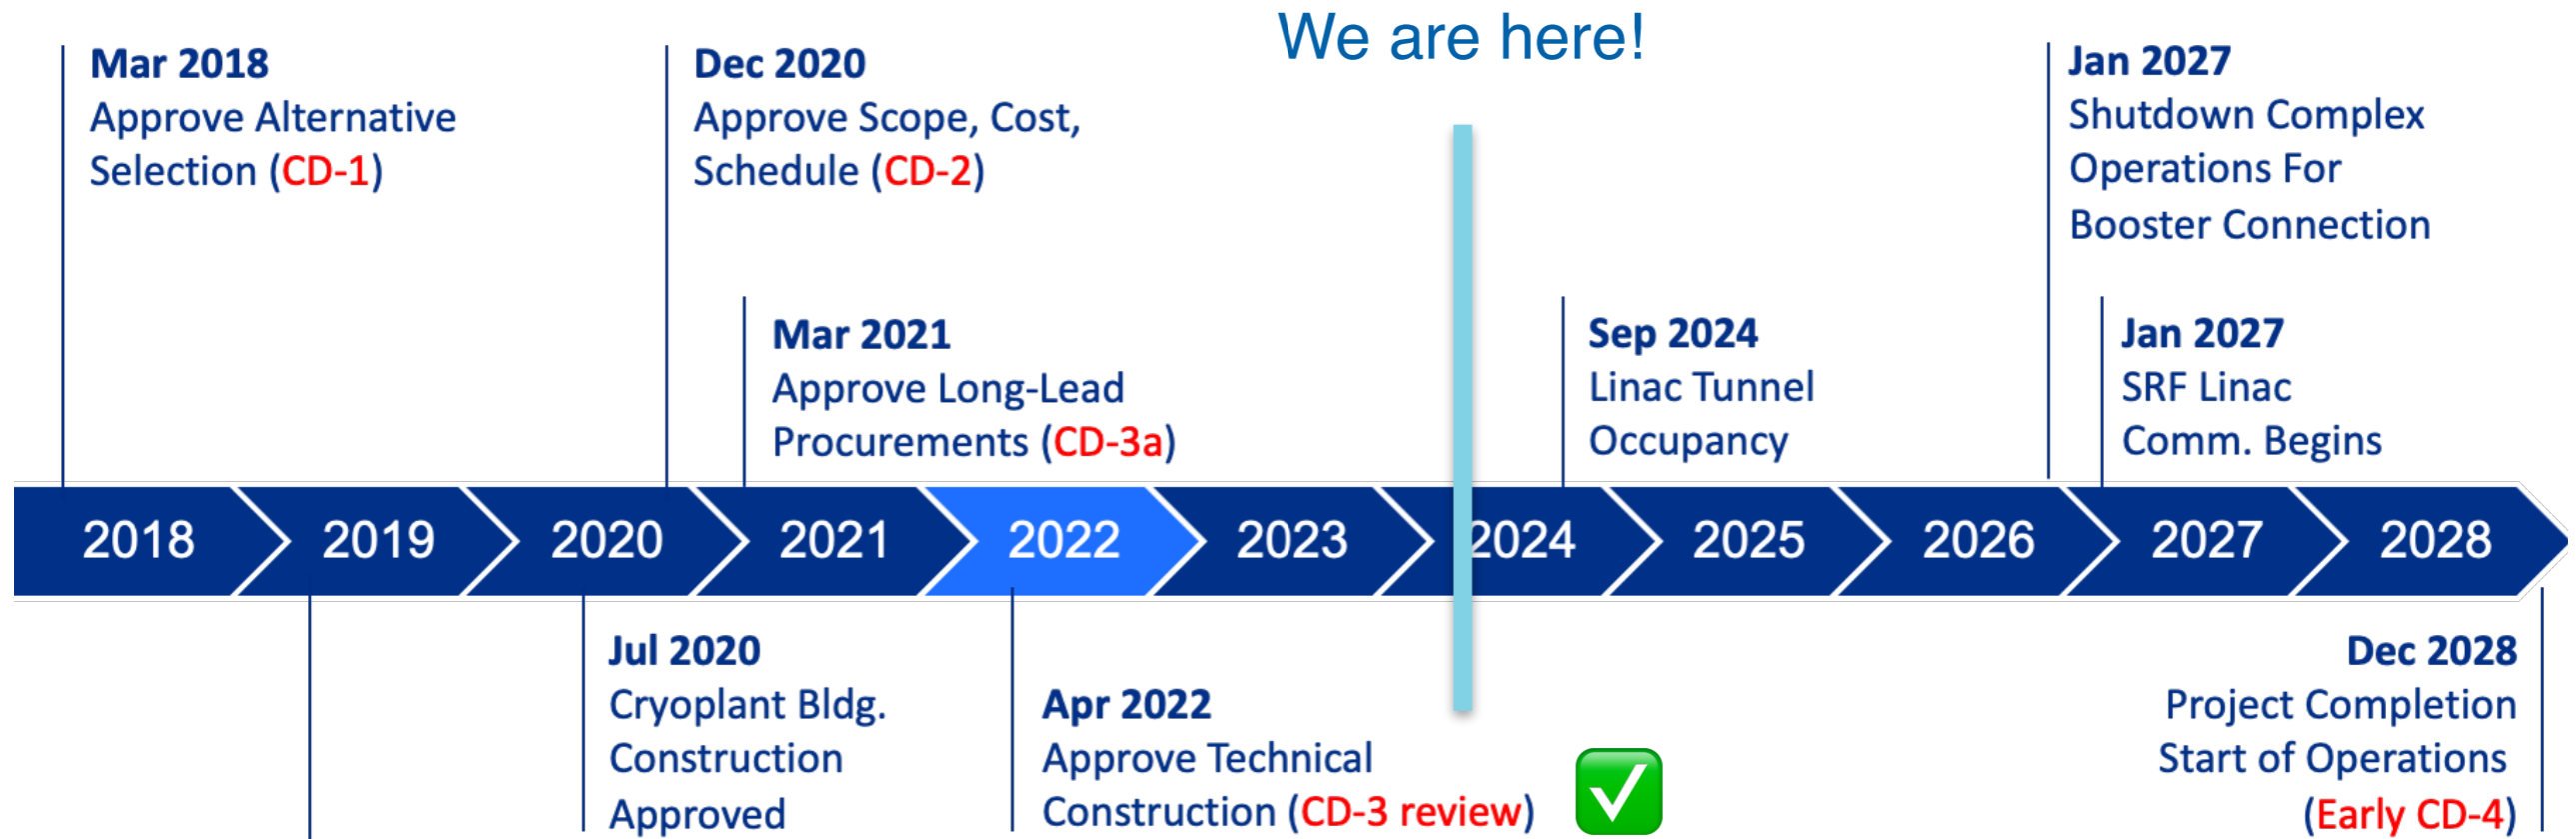 We are here!
Mar 2018
Approve Alternative
Selection (CD-1)
Dec 2020
Approve Scope, Cost,
Schedule (CD-2)
Jan 2027
Shutdown Complex
Operations For
Booster Connection
Mar 2021
Approve Long-Lead
Procurements (CD-3a)
Sep 2024
Linac Tunnel
Occupancy
Jan 2027
SRF Linac
Comm. Begins
2018 2019 2020 2021 2022 2023 2024 2025 2026 2027 2028
Jul 2020
Cryoplant Bldg.
Construction
Approved
Apr 2022
Approve Technical
Construction (CD-3 review)
Dec 2028
Project Completion
Start of Operations
(Early CD-4)